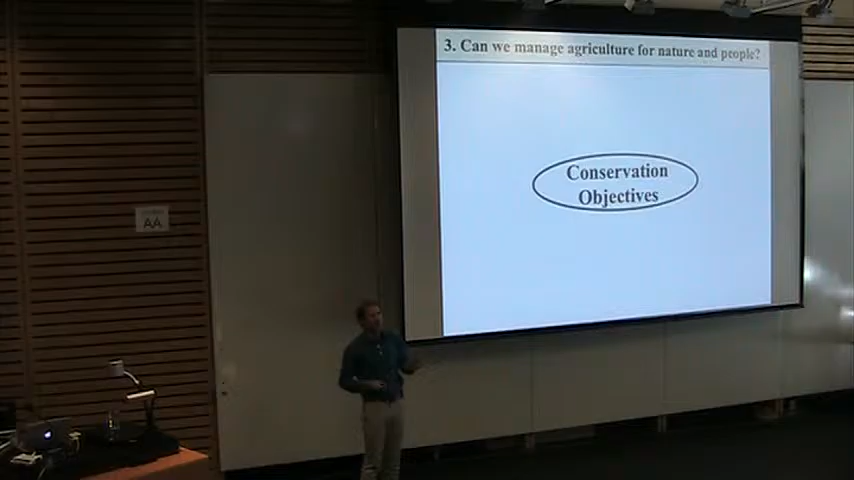 3. Can we manage agriculture for nature and people?
Conservation
Objectives
AA